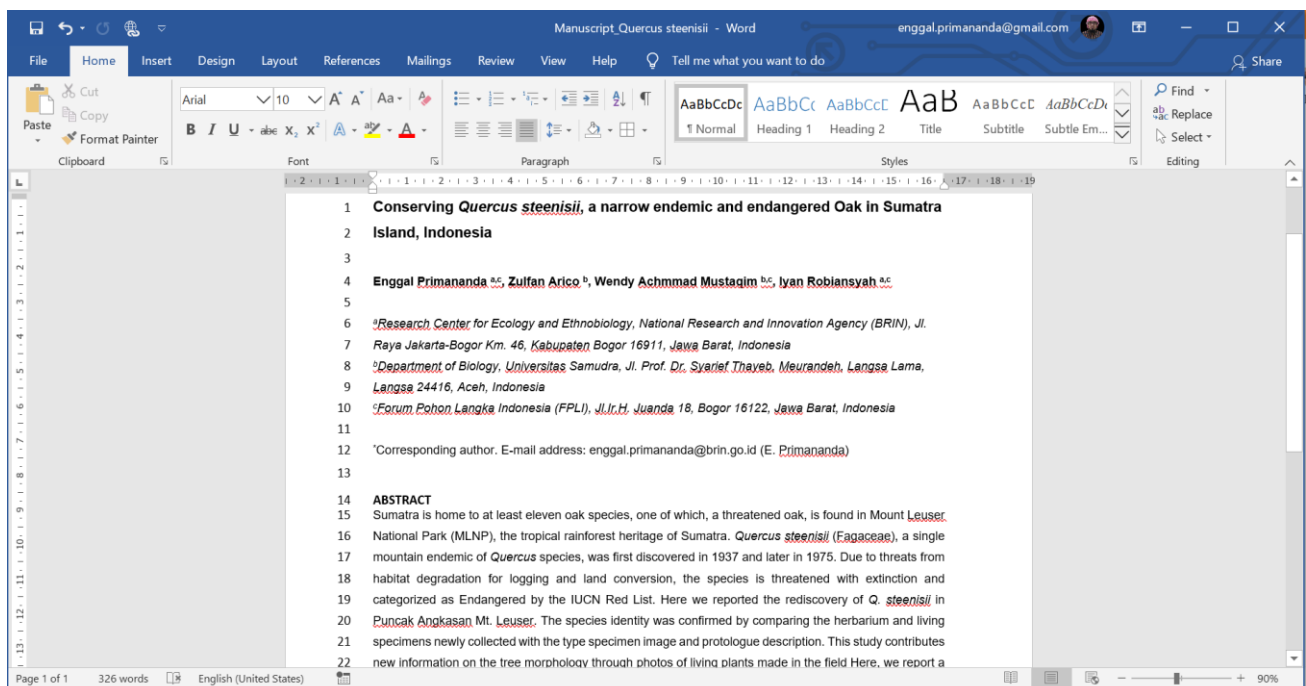 Manuscript_Quercus steenisii - Word
enggal.primananda@gmail.com
File Home Insert Design Layout References Mailings Review View Help Tell me what you want to do Share
Paste
Cut
Copy
Format Painter
Clipboard
Arial 10
Font
Paragraph
AaBbCcDc AaBbCc AaBbCcD AaB AaBbCcD AaBbCcDt
¶ Normal Heading 1 Heading 2 Title Subtitle Subtle Em...
Styles
Find
Replace
Select
Editing
1 Conserving Quercus steenisii, a narrow endemic and endangered Oak in Sumatra
2 Island, Indonesia
3
4 Enggal Primananda a,c, Zulfan Arico b, Wendy Achmmad Mustaqim b,c, Iyan Robiansyah a,c
5
6 aResearch Center for Ecology and Ethnobiology, National Research and Innovation Agency (BRIN), Jl.
7 Raya Jakarta-Bogor Km. 46, Kabupaten Bogor 16911, Jawa Barat, Indonesia
8 bDepartment of Biology, Universitas Samudra, Jl. Prof. Dr. Syarief Thayeb, Meurandeh, Langsa Lama,
9 Langsa 24416, Aceh, Indonesia
10 cForum Pohon Langka Indonesia (FPLI), Jl.Ir.H. Juanda 18, Bogor 16122, Jawa Barat, Indonesia
11
12 *Corresponding author. E-mail address: enggal.primananda@brin.go.id (E. Primananda)
13
14 ABSTRACT
15 Sumatra is home to at least eleven oak species, one of which, a threatened oak, is found in Mount Leuser
16 National Park (MLNP), the tropical rainforest heritage of Sumatra. Quercus steenisii (Fagaceae), a single
17 mountain endemic of Quercus species, was first discovered in 1937 and later in 1975. Due to threats from
18 habitat degradation for logging and land conversion, the species is threatened with extinction and
19 categorized as Endangered by the IUCN Red List. Here we reported the rediscovery of Q. steenisii in
20 Puncak Angkasan Mt. Leuser. The species identity was confirmed by comparing the herbarium and living
21 specimens newly collected with the type specimen image and protologue description. This study contributes
22 new information on the tree morphology through photos of living plants made in the field Here, we report a
Page 1 of 1 326 words English (United States) 90%